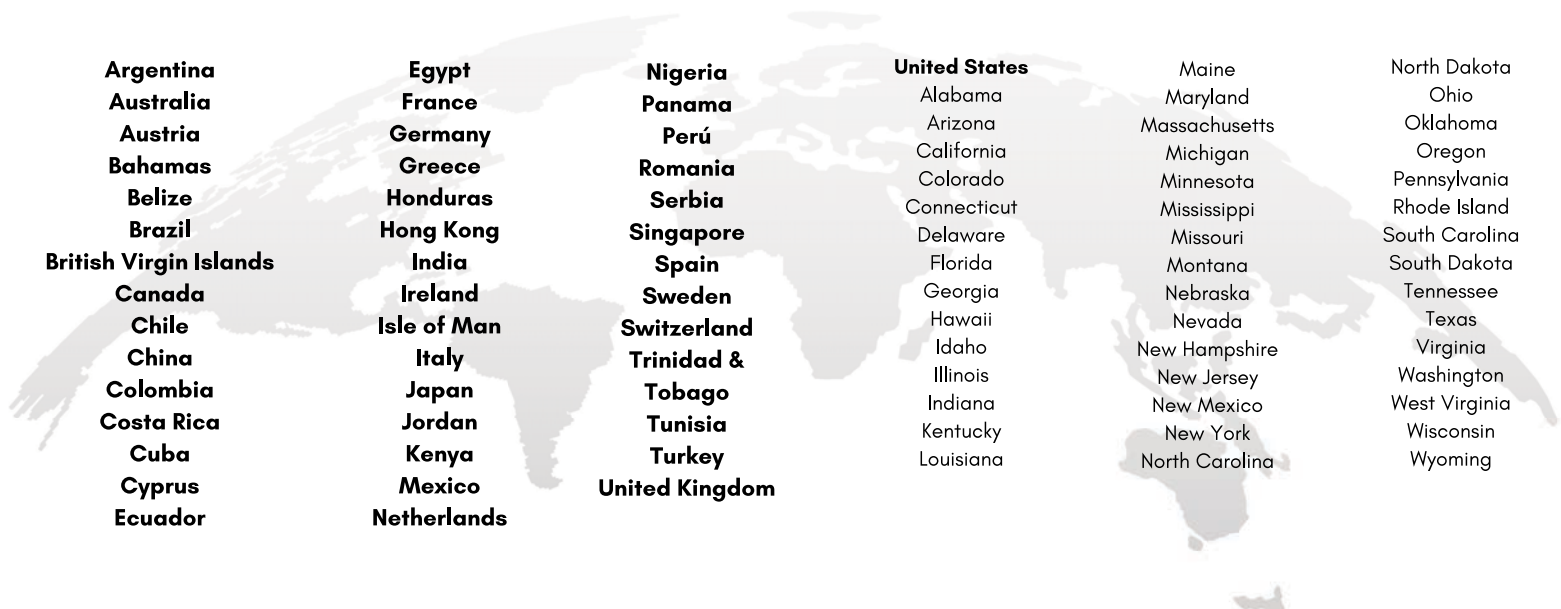 Argentina
Australia
Austria
Bahamas
Belize
Brazil
British Virgin Islands
Canada
Chile
China
Colombia
Costa Rica
Cuba
Cyprus
Ecuador
Egypt
France
Germany
Greece
Honduras
Hong Kong
India
Ireland
Isle of Man
Italy
Japan
Jordan
Kenya
Mexico
Netherlands
Nigeria
Panama
Perú
Romania
Serbia
Singapore
Spain
Sweden
Switzerland
Trinidad &
Tobago
Tunisia
Turkey
United Kingdom
United States
Alabama
Arizona
California
Colorado
Connecticut
Delaware
Florida
Georgia
Hawaii
Idaho
Illinois
Indiana
Kentucky
Louisiana
Maine
Maryland
Massachusetts
Michigan
Minnesota
Mississippi
Missouri
Montana
Nebraska
Nevada
New Hampshire
New Jersey
New Mexico
New York
North Carolina
North Dakota
Ohio
Oklahoma
Oregon
Pennsylvania
Rhode Island
South Carolina
South Dakota
Tennessee
Texas
Virginia
Washington
West Virginia
Wisconsin
Wyoming